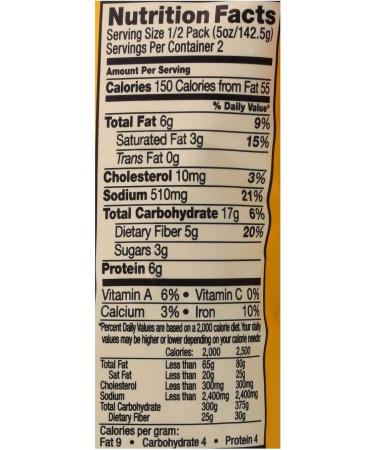 Nutrition Facts
Serving Size 1/2 Pack (5oz/142.5g)
Servings Per Container 2
Amount Per Serving
Calories 150 Calories from Fat 55
% Daily Value*
Total Fat 6g 9%
Saturated Fat 3g 15%
Trans Fat 0g
Cholesterol 10mg 3%
Sodium 510mg 21%
Total Carbohydrate 17g 6%
Dietary Fiber 5g 20%
Sugars 3g
Protein 6g
Vitamin A 6% • Vitamin C 0%
Calcium 3% • Iron 10%
*Percent Daily Values are based on a 2,000 calorie diet. Your daily
values may be higher or lower depending on your calorie needs:
Calories: 2,000 2,500
Total Fat Less than 65g 80g
Sat Fat Less than 20g 25g
Cholesterol Less than 300mg 300mg
Sodium Less than 2,400mg 2,400mg
Total Carbohydrate 300g 375g
Dietary Fiber 25g 30g
Calories per gram:
Fat 9 • Carbohydrate 4 • Protein 4